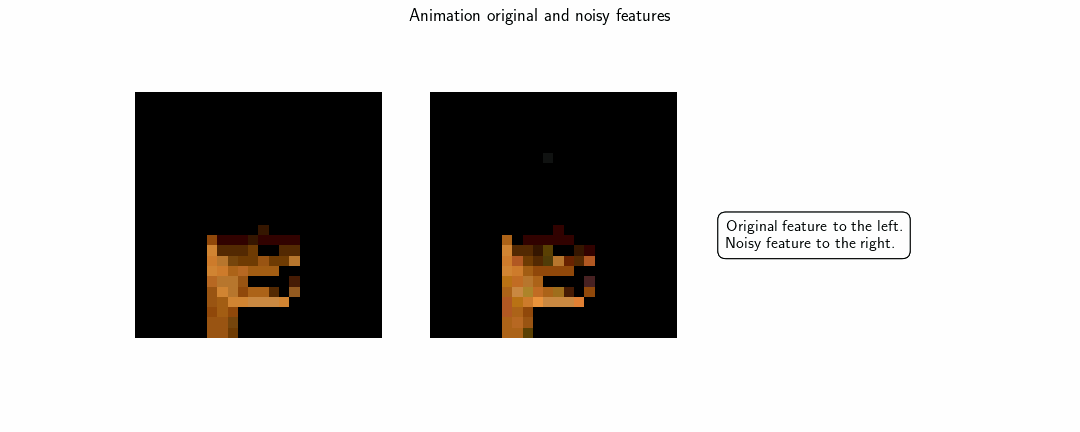 Animation original and noisy features
Original feature to the left.
Noisy feature to the right.